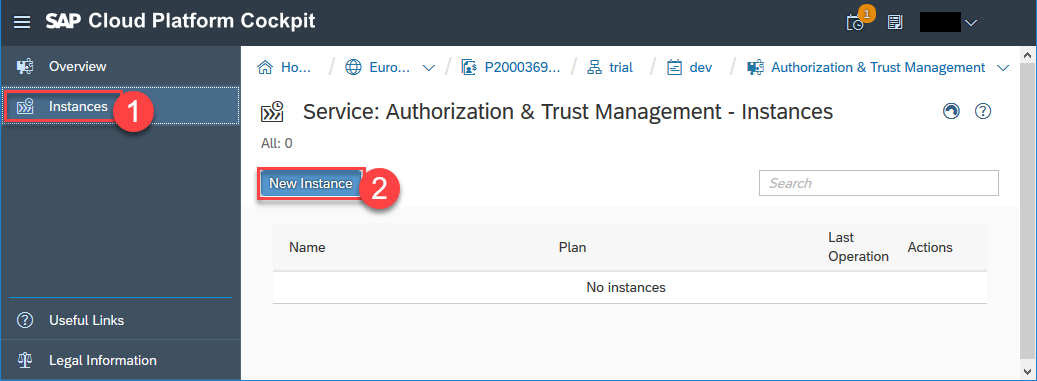 SAP Cloud Platform Cockpit
1
Overview
Instances
1
Useful Links
Legal Information
Ho... / Euro... / P2000369... / trial / dev / Authorization & Trust Management
Service: Authorization & Trust Management - Instances
All: 0
New Instance
2
Search
Name
Plan
Last
Operation
Actions
No instances